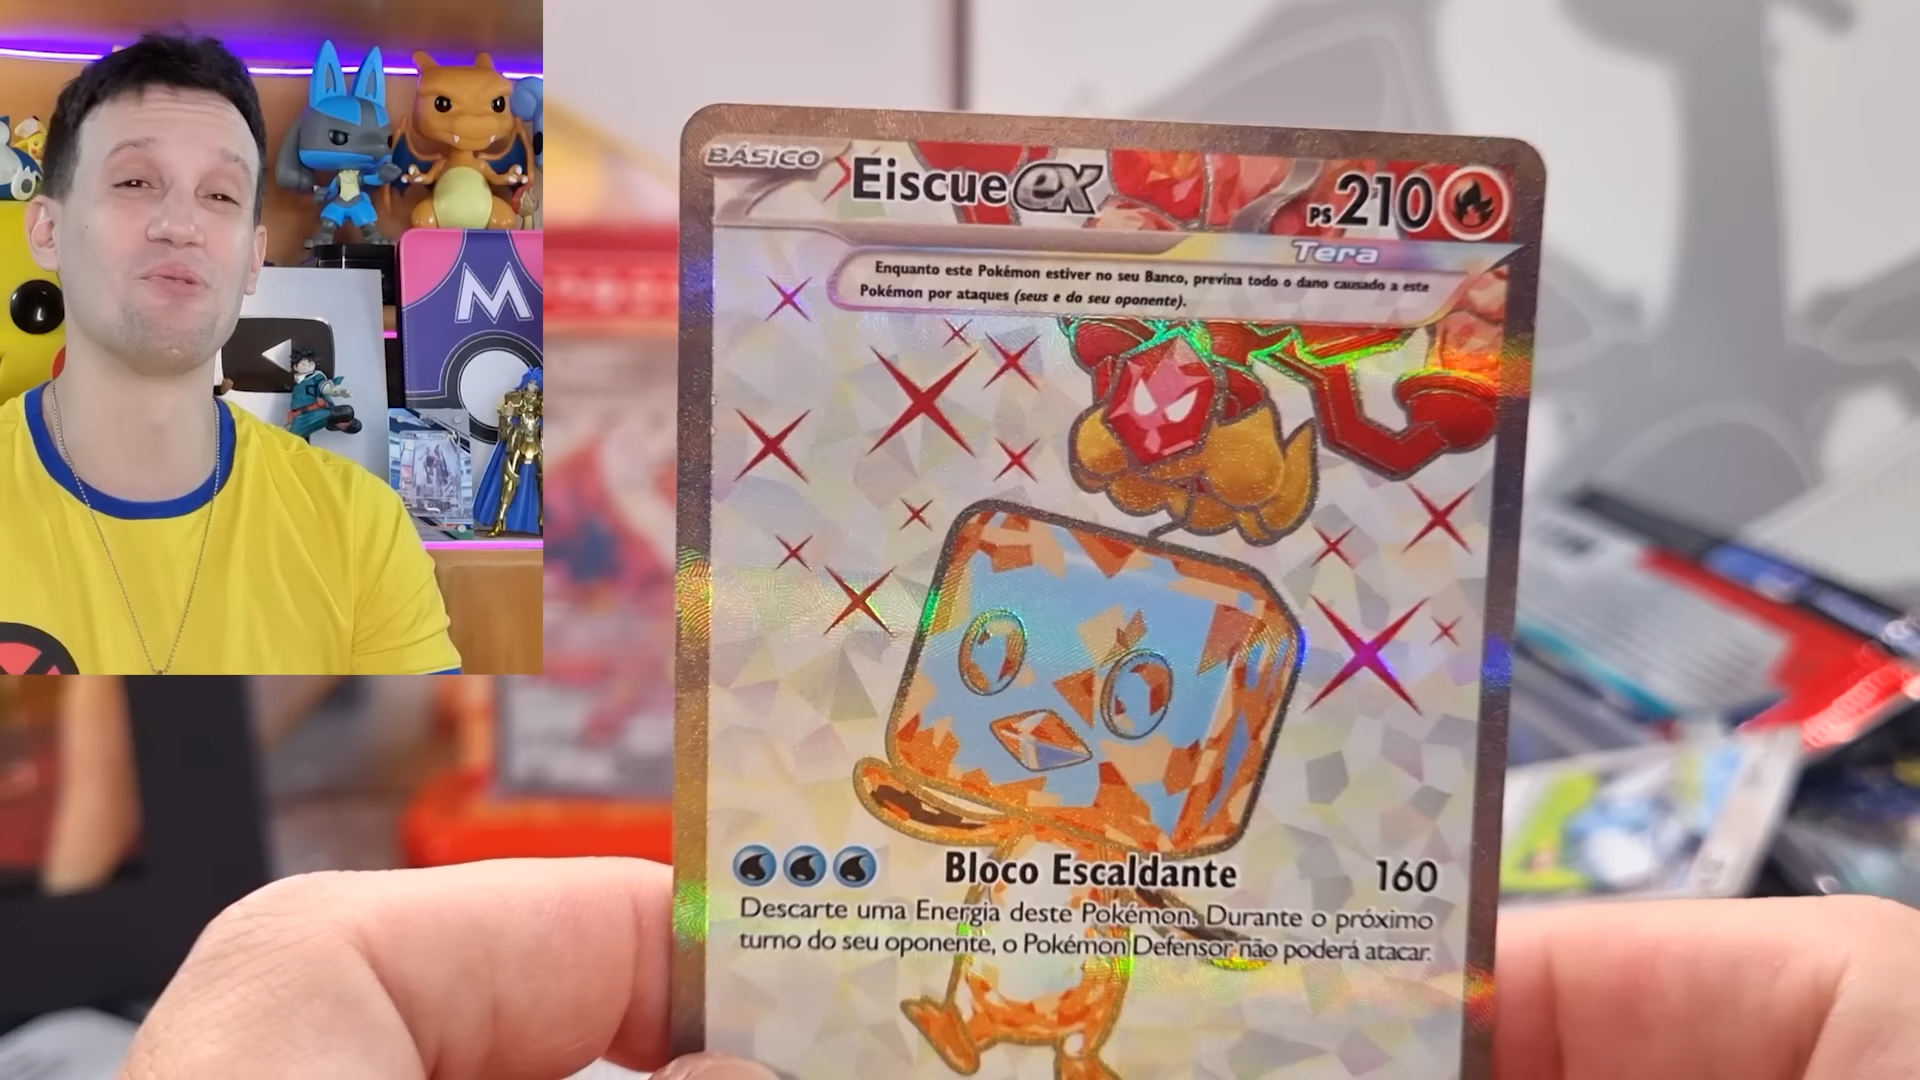 BÁSICO
Eiscue ex
PS 210
Tera
Enquanto este Pokémon estiver no seu Banco, previna todo o dano causado a este
Pokémon por ataques (seus e do seu oponente).
M
Bloco Escaldante 160
Descarte uma Energia deste Pokémon. Durante o próximo
turno do seu oponente, o Pokémon Defensor não poderá atacar.